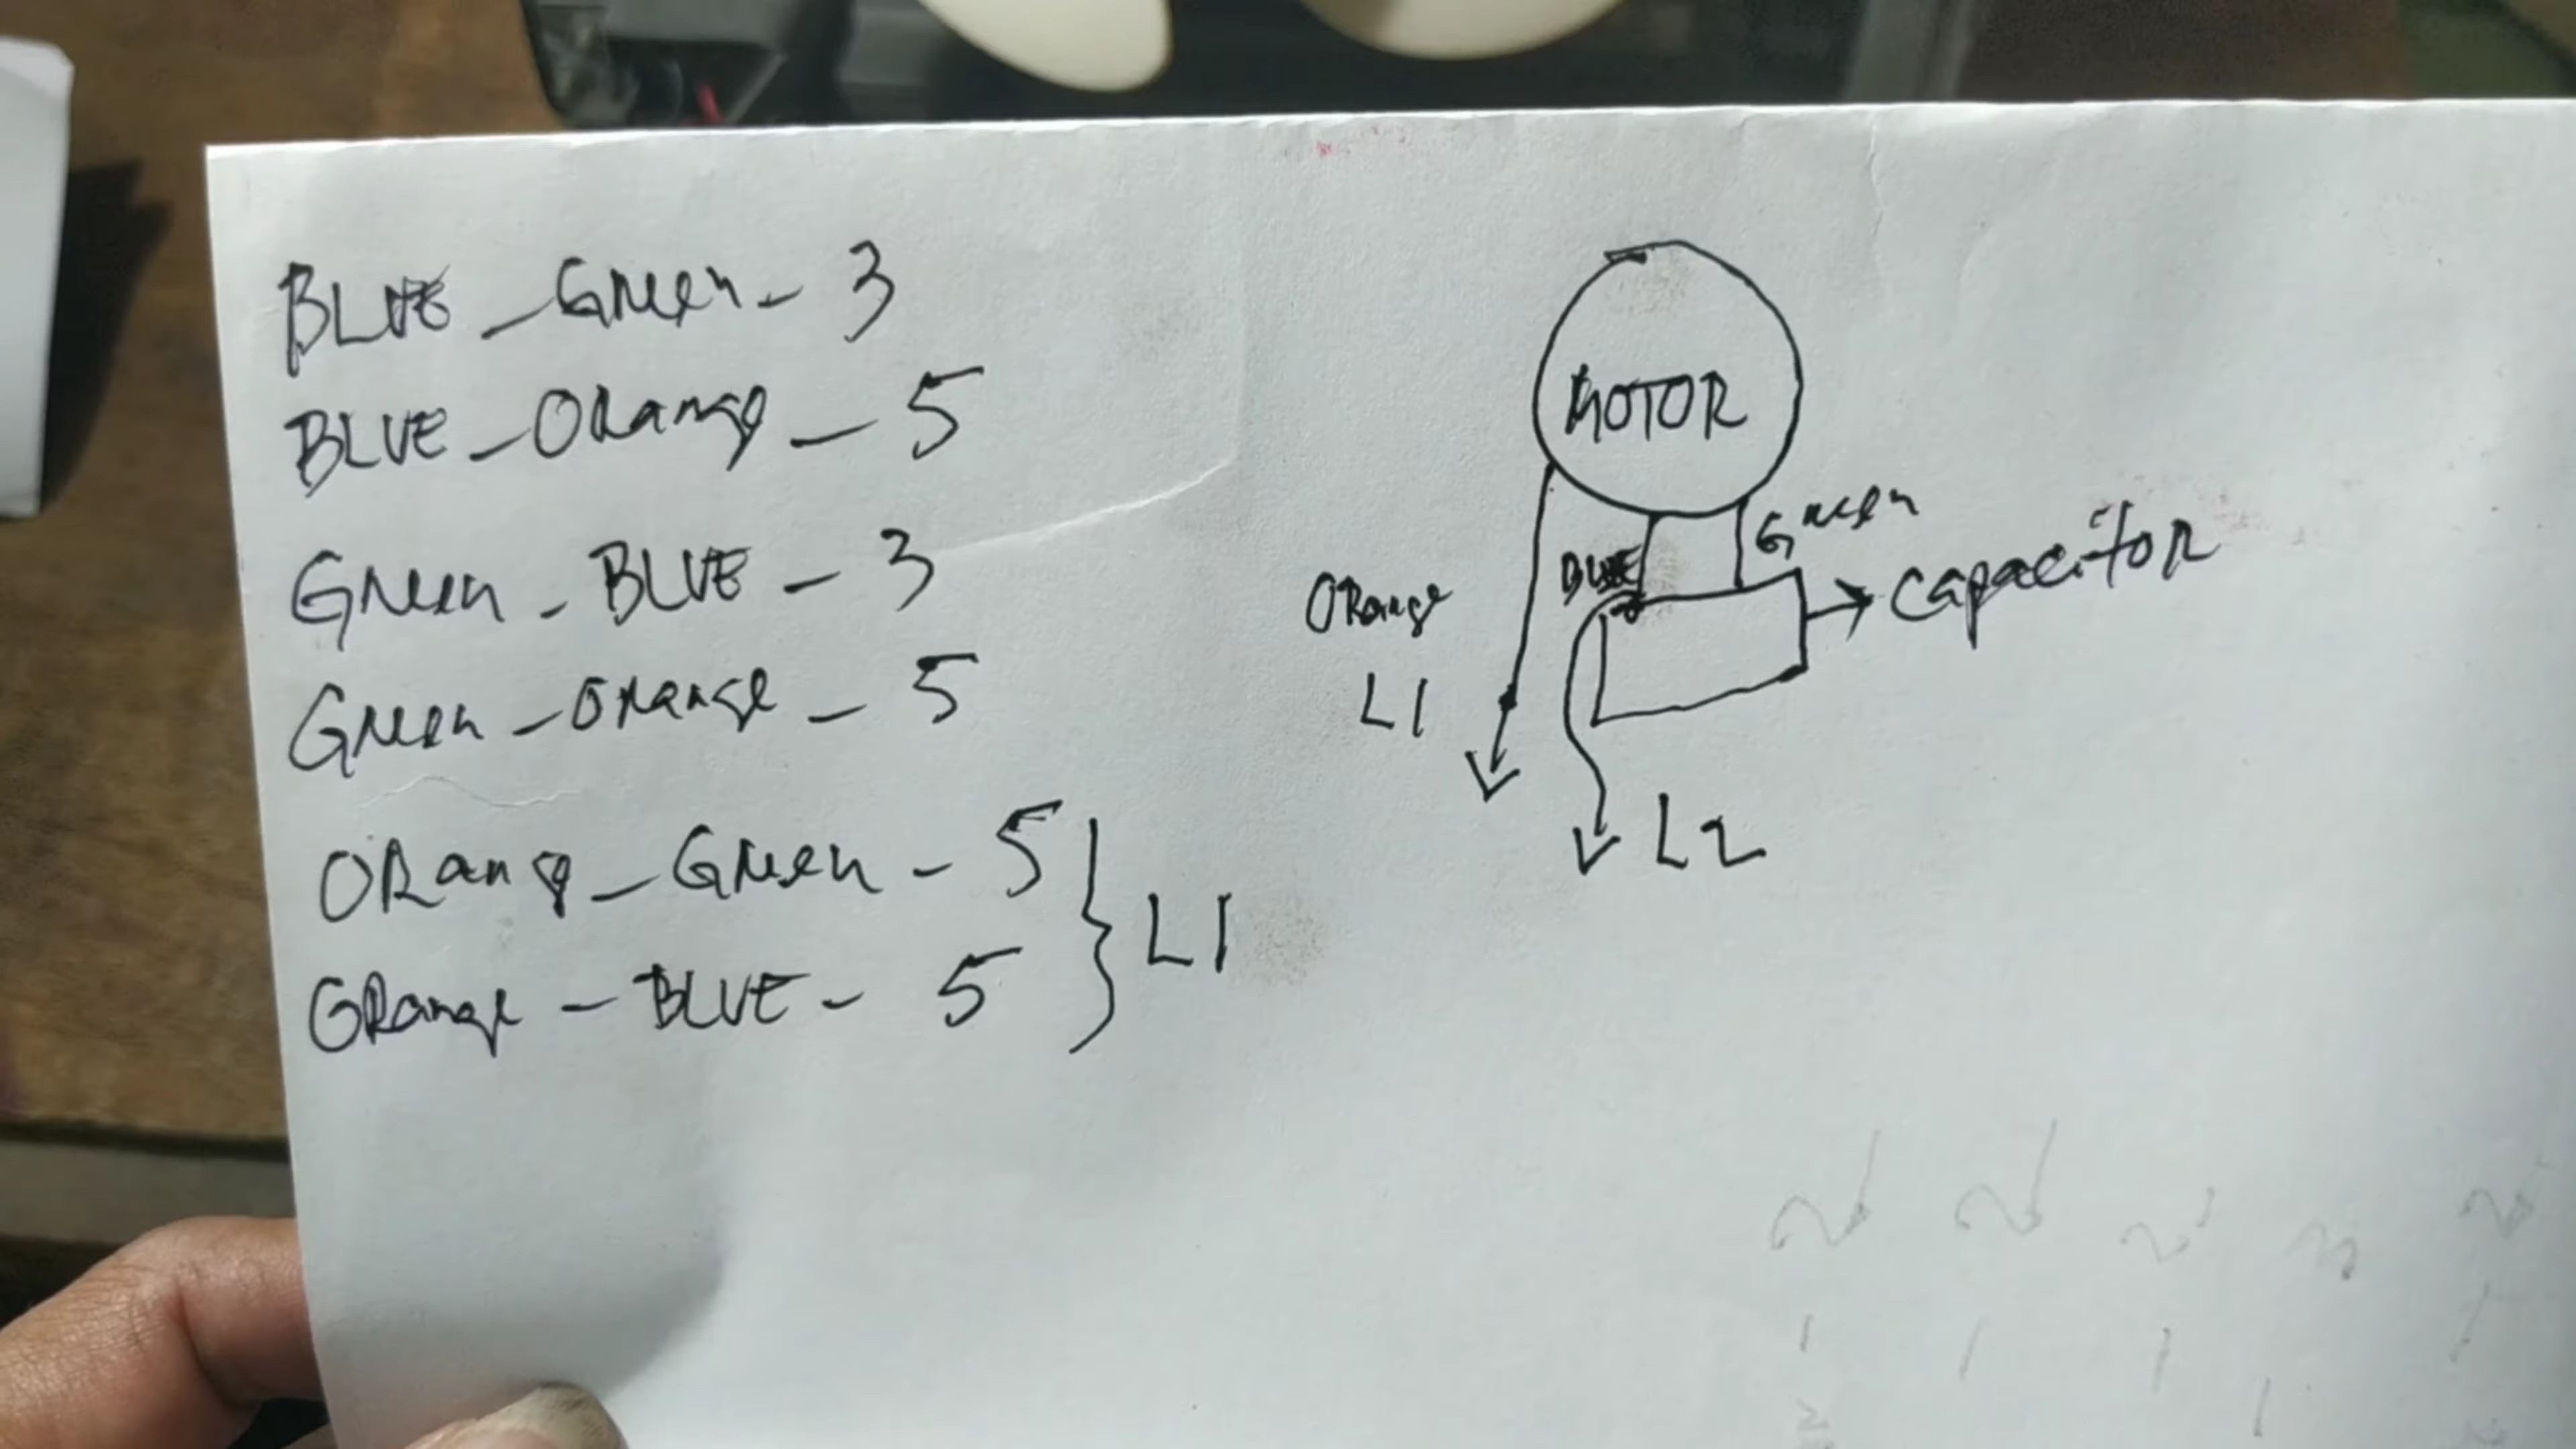 BLUE - Green - 3
BLUE - ORange - 5
Green - BLUE - 3
Green - ORange - 5
ORange - Green - 5
ORange - BLUE - 5
L1
MOTOR
Green
BLUE
ORange
capacitor
L1
L2